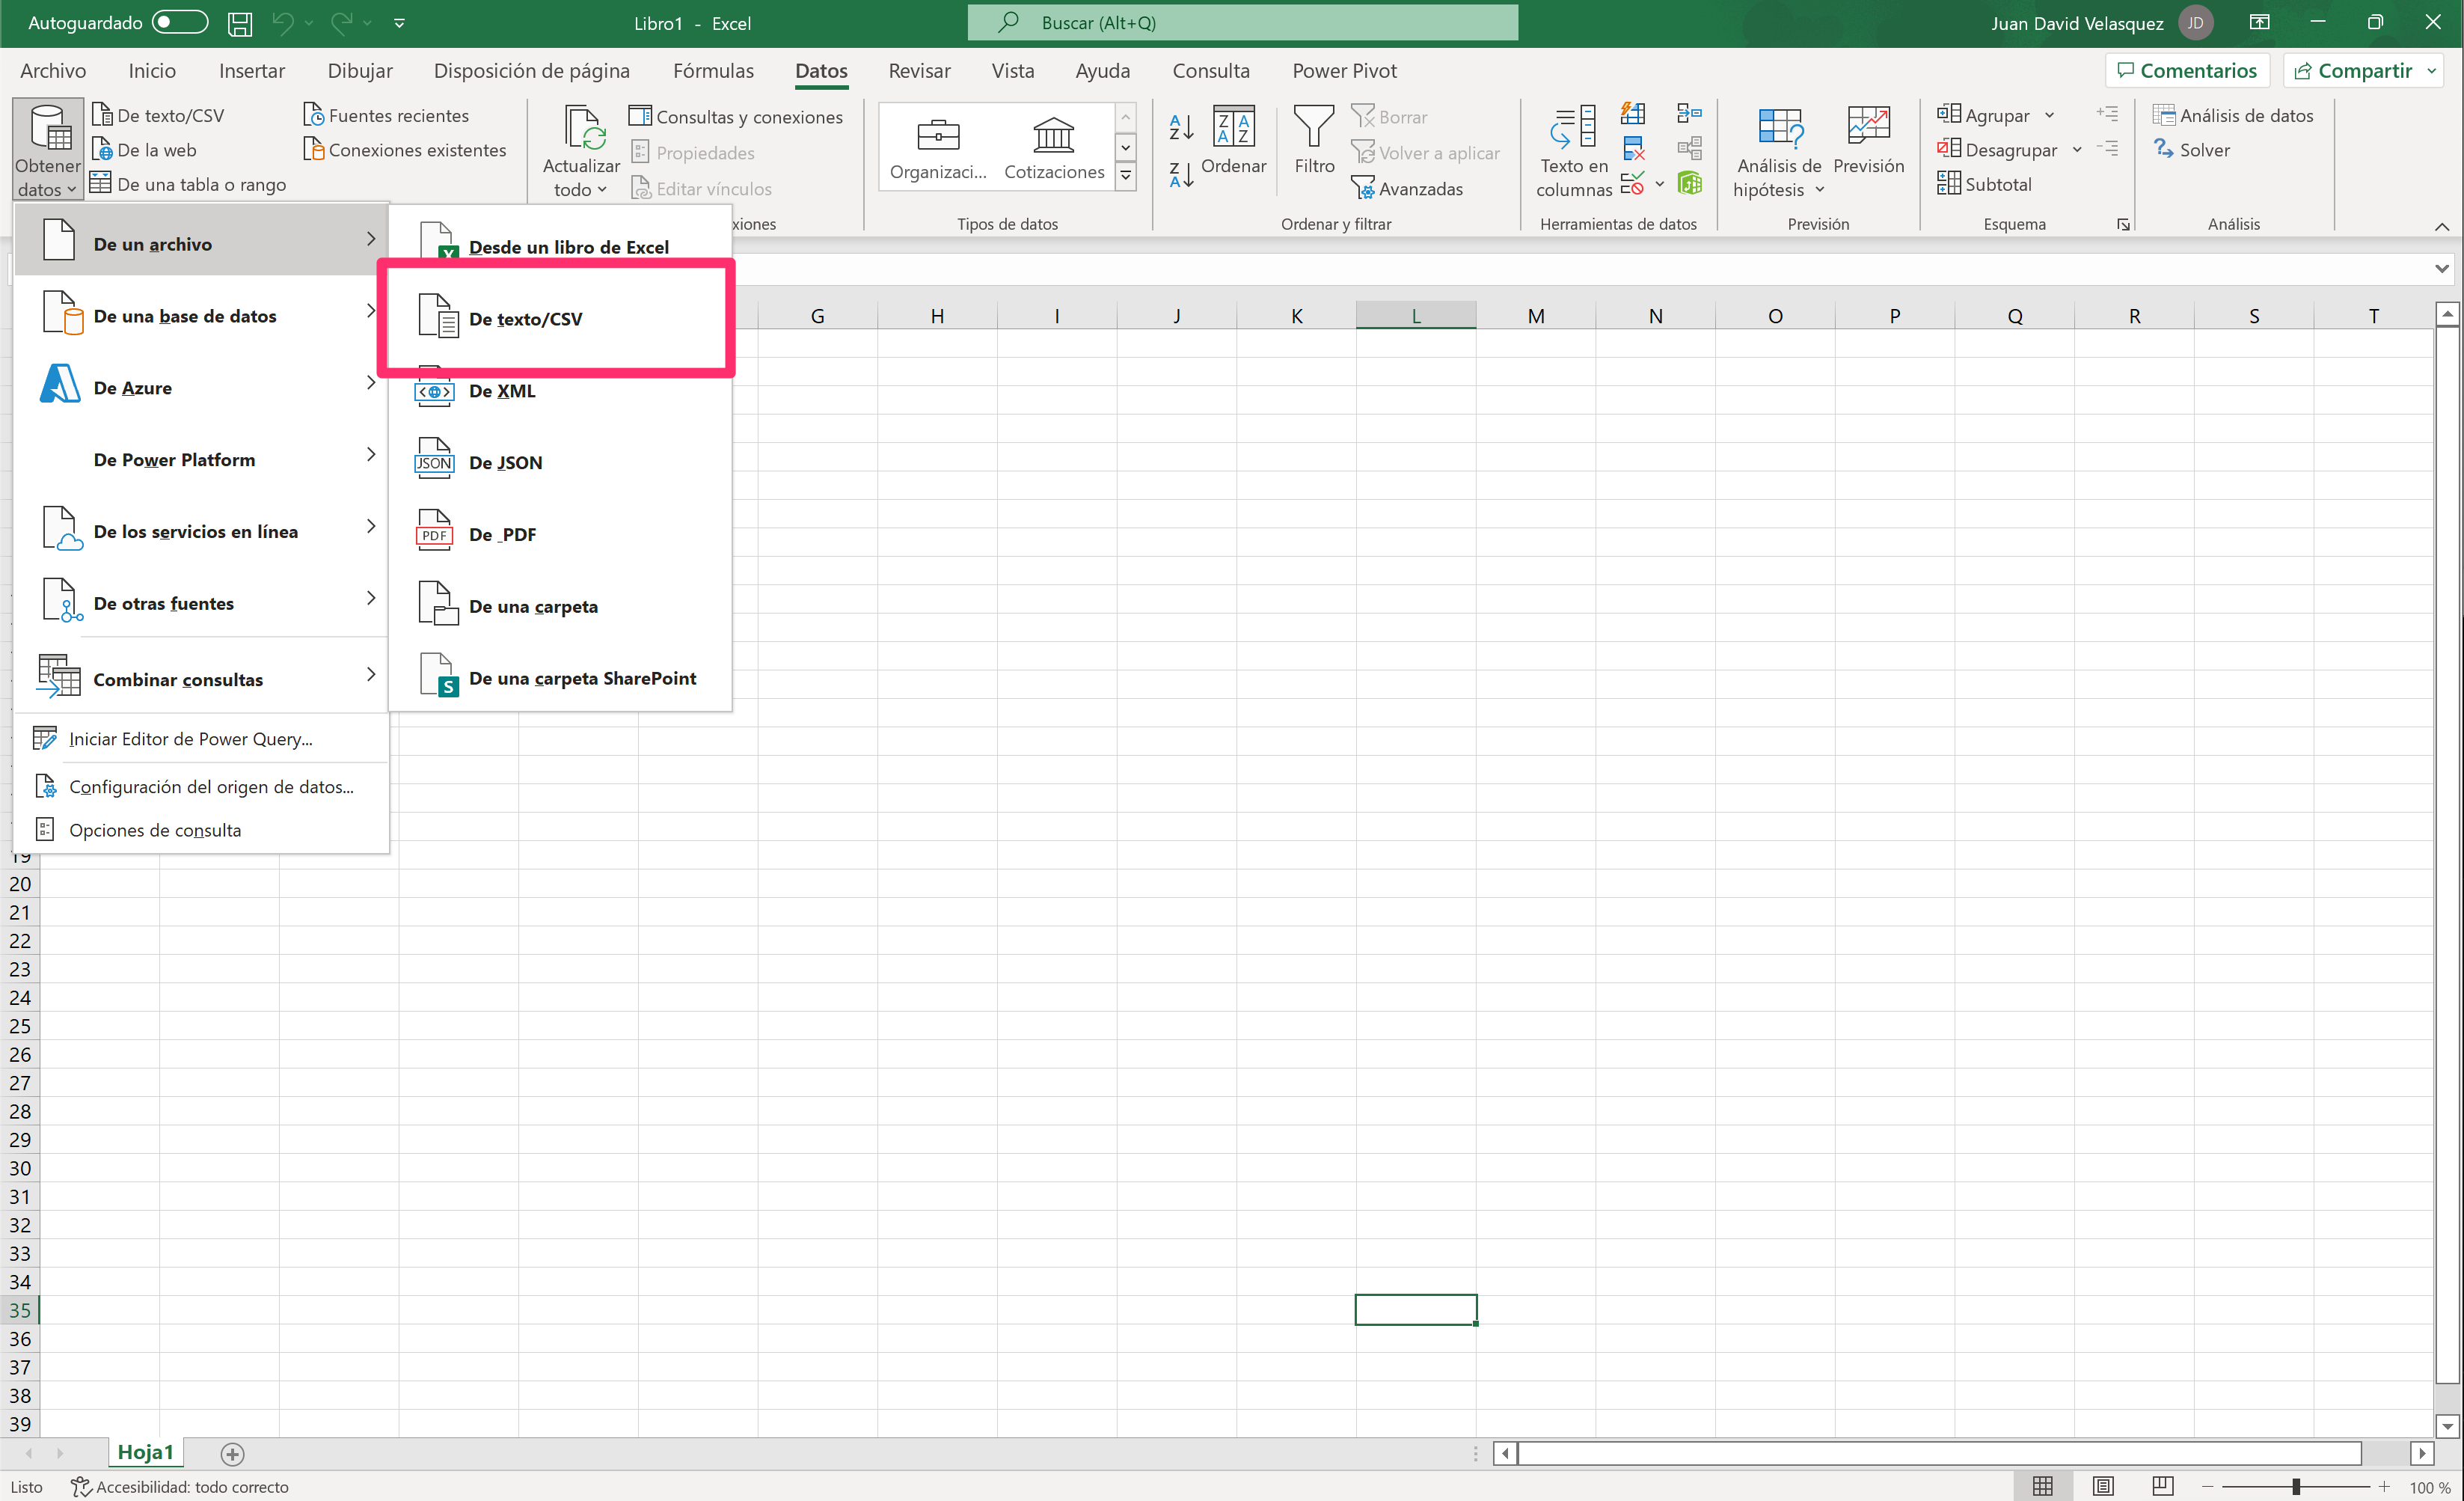 Autoguardado
Libro1 - Excel
Buscar (Alt+Q)
Juan David Velasquez
JD
Archivo Inicio Insertar Dibujar Disposición de página Fórmulas Datos Revisar Vista Ayuda Consulta Power Pivot
Comentarios
Compartir
Obtener datos
De texto/CSV
De la web
De una tabla o rango
Fuentes recientes
Conexiones existentes
Actualizar todo
Consultas y conexiones
Propiedades
Editar vínculos
xiones
Organizaci...
Cotizaciones
Tipos de datos
Ordenar
Filtro
Borrar
Volver a aplicar
Avanzadas
Ordenar y filtrar
Texto en columnas
Herramientas de datos
Análisis de hipótesis
Previsión
Previsión
Agrupar
Desagrupar
Subtotal
Esquema
Análisis de datos
Solver
Análisis
De un archivo
De una base de datos
De Azure
De Power Platform
De los servicios en línea
De otras fuentes
Combinar consultas
Iniciar Editor de Power Query...
Configuración del origen de datos...
Opciones de consulta
Desde un libro de Excel
De texto/CSV
De XML
JSON
De JSON
PDF
De _PDF
De una carpeta
De una carpeta SharePoint
G H I J K L M N O P Q R S T
19
20
21
22
23
24
25
26
27
28
29
30
31
32
33
34
35
36
37
38
39
Hoja1
Listo
Accesibilidad: todo correcto
100 %